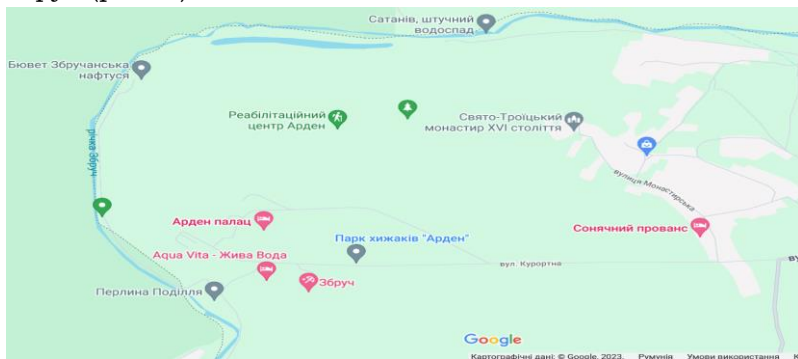 Сатанів, штучний
водоспад
Бювет Збручанська
нафтуся
Реабілітаційний
центр Арден
Свято-Троїцький
монастир XVI століття
річка Збруч
вулиця Монастирська
Арден палац
Сонячний прованс
Парк хижаків "Арден"
Aqua Vita - Жива Вода
вул. Курортна
Збруч
Перлина Поділля
Google
Картографічні дані: © Google, 2023. Румунія Умови використання